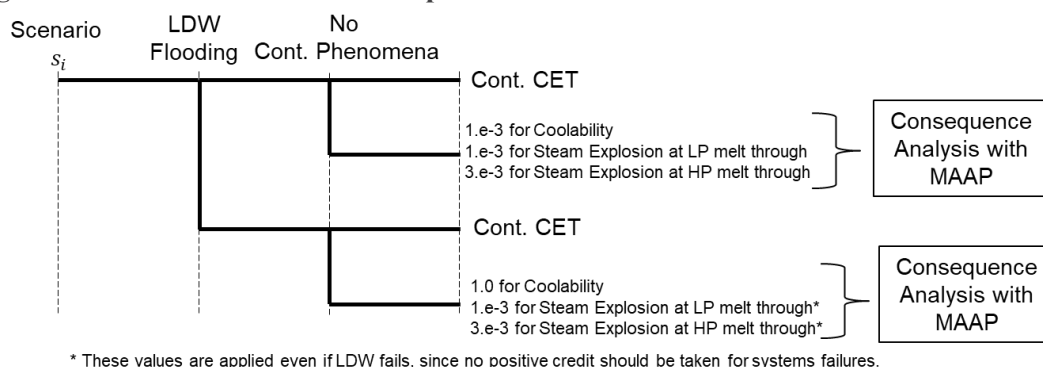 Scenario
s_i
LDW
Flooding
No
Cont. Phenomena
Cont. CET
1.e-3 for Coolability
1.e-3 for Steam Explosion at LP melt through
3.e-3 for Steam Explosion at HP melt through
Consequence
Analysis with
MAAP
Cont. CET
1.0 for Coolability
1.e-3 for Steam Explosion at LP melt through*
3.e-3 for Steam Explosion at HP melt through*
Consequence
Analysis with
MAAP
* These values are applied even if LDW fails, since no positive credit should be taken for systems failures.